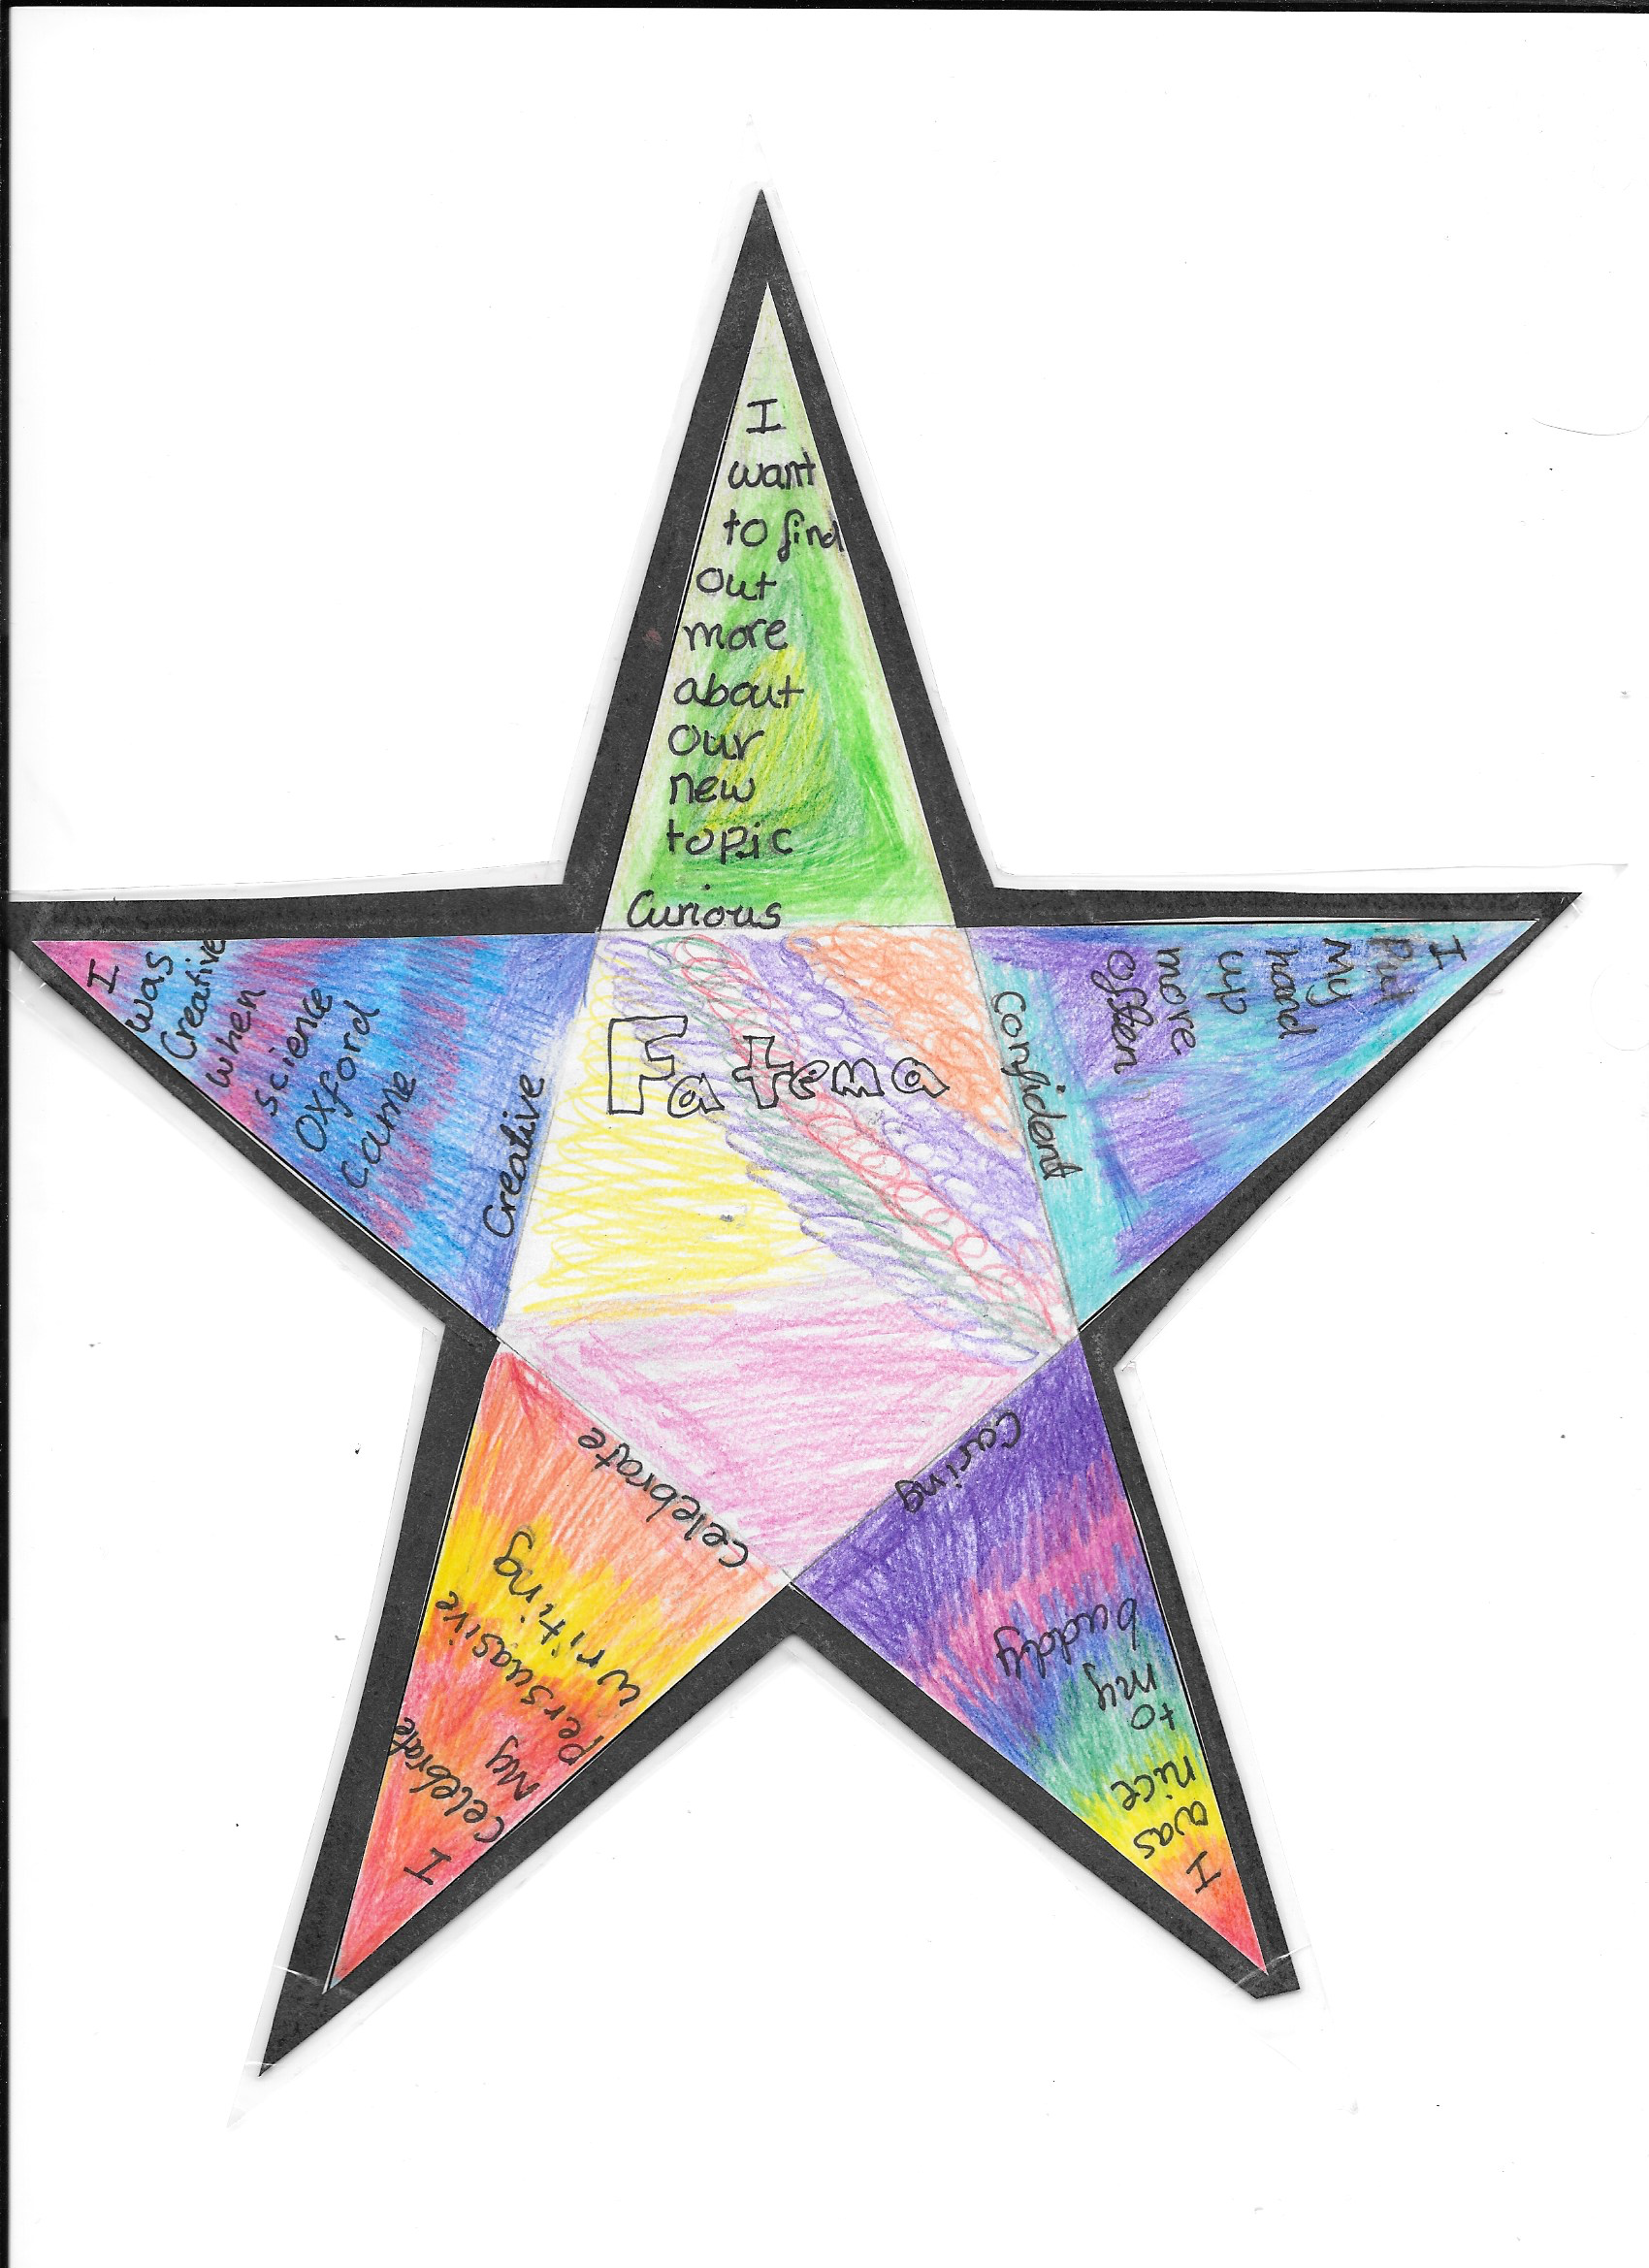 I
want
to find
out
more
about
our
new
topic
Curious
Fatema
I
put
My
hand
up
more
often
Confident
I
was
nice
to
my
buddy
Caring
I
Celebrate
My
Persuasive
writing
Celebrate
I
was
Creative
when
science
Oxford
came
Creative